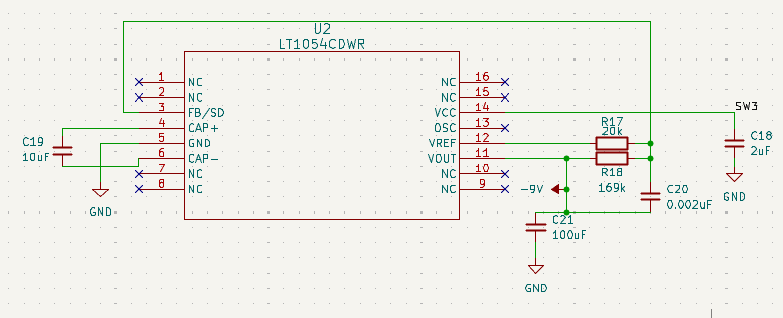 U2
LT1054CDWR
1 NC NC 16
2 NC NC 15
3 FB/SD VCC 14
4 CAP+ OSC 13
5 GND VREF 12
6 CAP- VOUT 11
7 NC NC 10
8 NC NC 9
C19
10uF
GND
SW3
R17
20k
C18
2uF
GND
R18
169k
-9V
C20
0.002uF
C21
100uF
GND